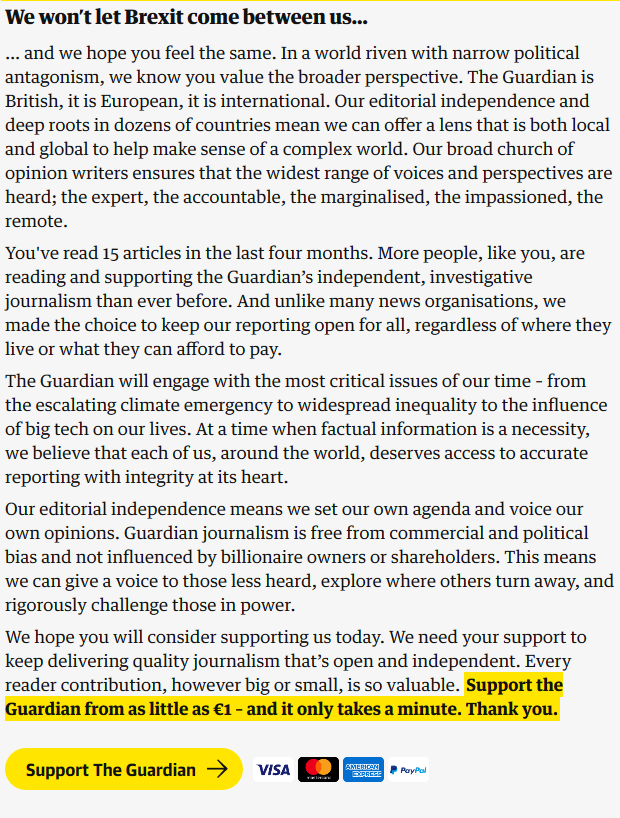 We won’t let Brexit come between us…
... and we hope you feel the same. In a world riven with narrow political
antagonism, we know you value the broader perspective. The Guardian is
British, it is European, it is international. Our editorial independence and
deep roots in dozens of countries mean we can offer a lens that is both local
and global to help make sense of a complex world. Our broad church of
opinion writers ensures that the widest range of voices and perspectives are
heard; the expert, the accountable, the marginalised, the impassioned, the
remote.
You've read 15 articles in the last four months. More people, like you, are
reading and supporting the Guardian’s independent, investigative
journalism than ever before. And unlike many news organisations, we
made the choice to keep our reporting open for all, regardless of where they
live or what they can afford to pay.
The Guardian will engage with the most critical issues of our time – from
the escalating climate emergency to widespread inequality to the influence
of big tech on our lives. At a time when factual information is a necessity,
we believe that each of us, around the world, deserves access to accurate
reporting with integrity at its heart.
Our editorial independence means we set our own agenda and voice our
own opinions. Guardian journalism is free from commercial and political
bias and not influenced by billionaire owners or shareholders. This means
we can give a voice to those less heard, explore where others turn away, and
rigorously challenge those in power.
We hope you will consider supporting us today. We need your support to
keep delivering quality journalism that’s open and independent. Every
reader contribution, however big or small, is so valuable. Support the
Guardian from as little as €1 – and it only takes a minute. Thank you.
Support The Guardian
VISA
mastercard
AMERICAN
EXPRESS
PayPal